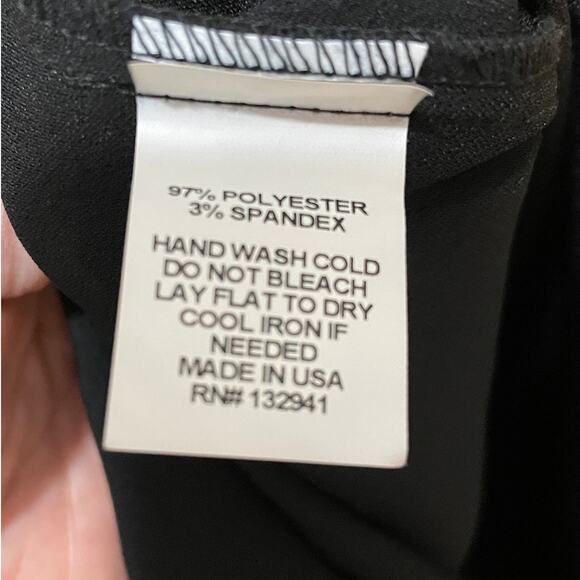 97% POLYESTER
3% SPANDEX
HAND WASH COLD
DO NOT BLEACH
LAY FLAT TO DRY
COOL IRON IF
NEEDED
MADE IN USA
RN# 132941